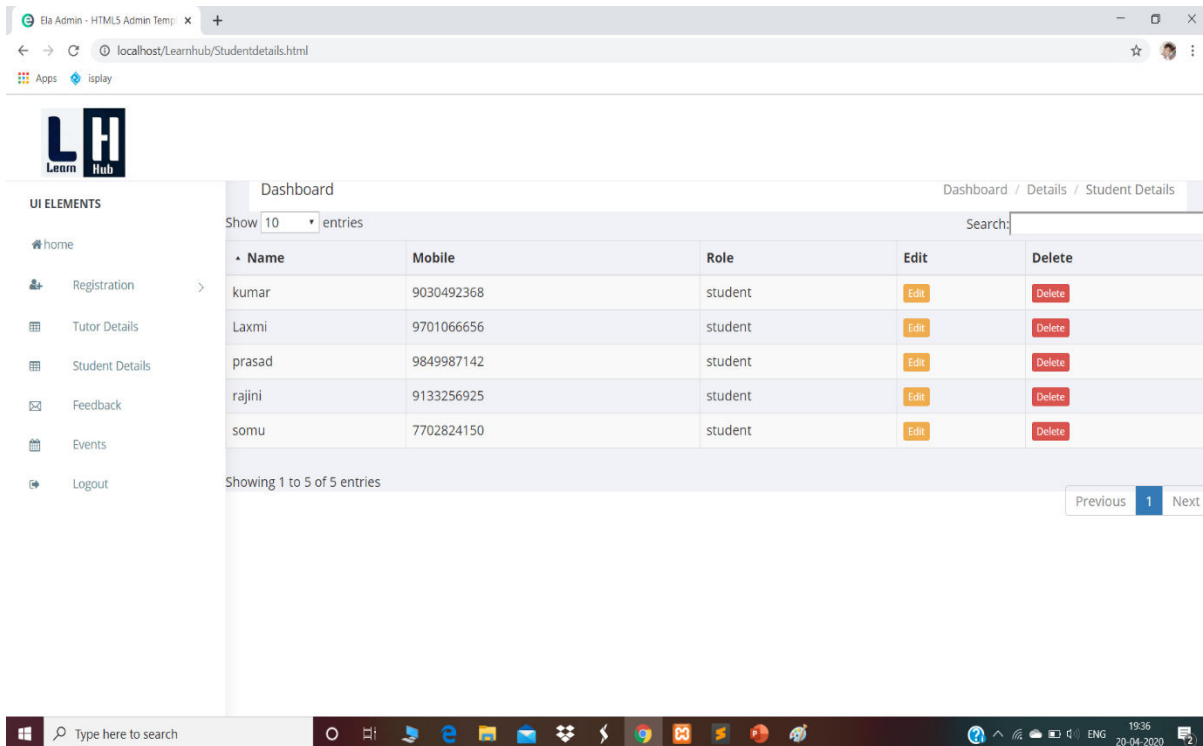 Ela Admin - HTML5 Admin Temp
localhost/Learnhub/Studentdetails.html
Apps isplay
LH
Learn Hub
UI ELEMENTS
home
Registration
Tutor Details
Student Details
Feedback
Events
Logout
Dashboard
Dashboard / Details / Student Details
Show 10 entries
Search:
Name Mobile Role Edit Delete
kumar 9030492368 student Edit Delete
Laxmi 9701066656 student Edit Delete
prasad 9849987142 student Edit Delete
rajini 9133256925 student Edit Delete
somu 7702824150 student Edit Delete
Showing 1 to 5 of 5 entries
Previous 1 Next
Type here to search
ENG
19:36
20-04-2020